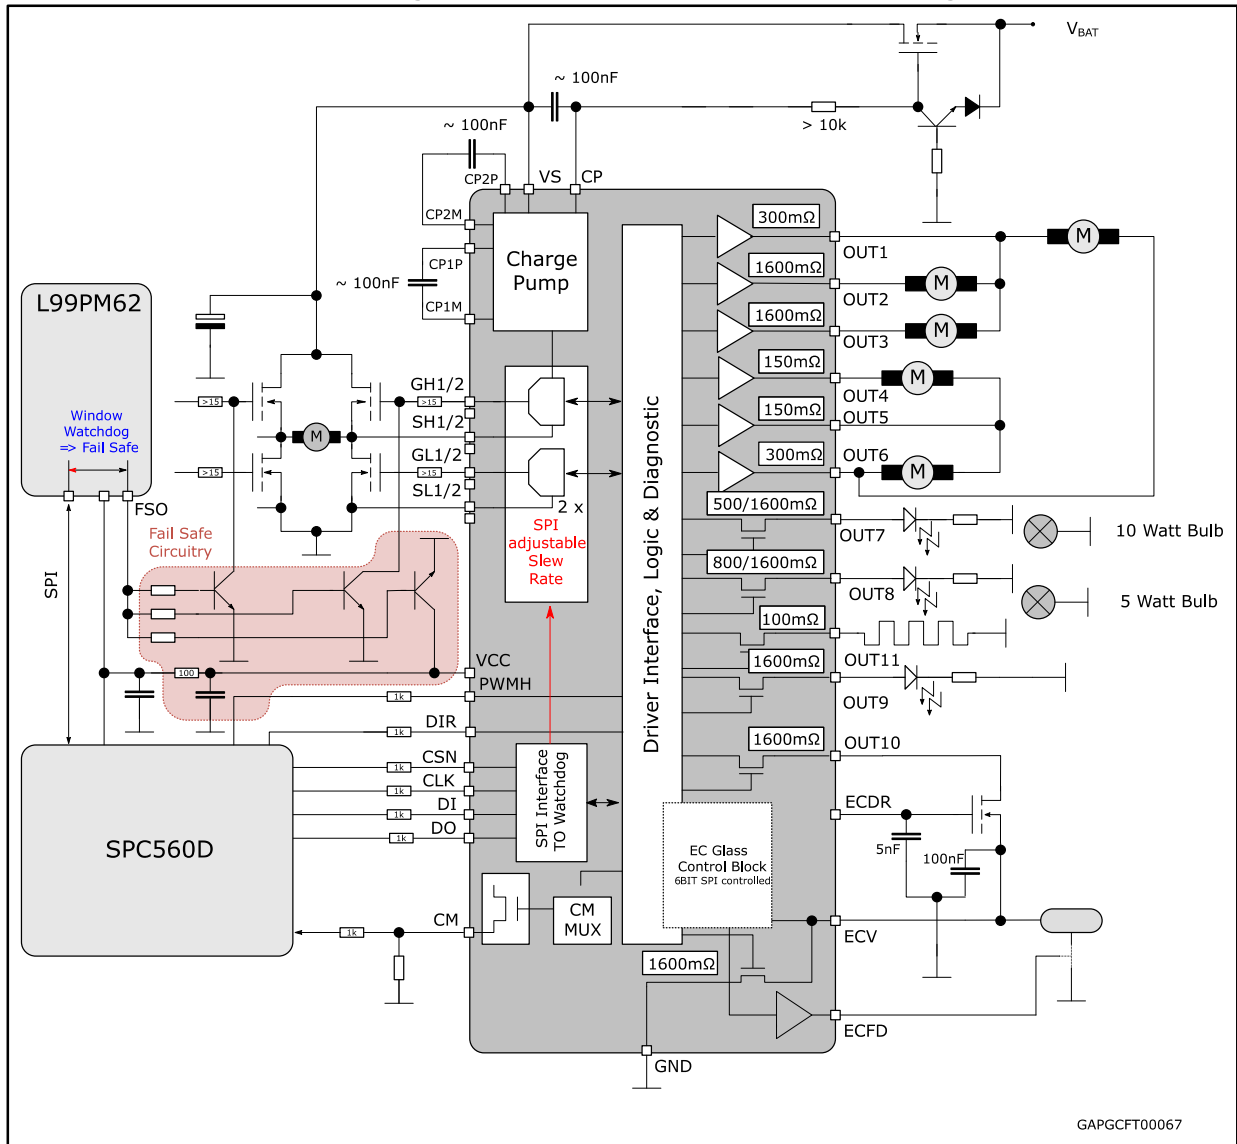 V_BAT
~ 100nF
> 10k
~ 100nF
CP2P
VS
CP
CP2M
CP1P
~ 100nF
CP1M
Charge
Pump
300mΩ
OUT1
M
1600mΩ
OUT2
M
1600mΩ
OUT3
M
150mΩ
OUT4
M
150mΩ
OUT5
300mΩ
OUT6
M
L99PM62
Window
Watchdog
=> Fail Safe
FSO
>15
>15
M
>15
>15
GH1/2
SH1/2
GL1/2
SL1/2
2 x
SPI
adjustable
Slew
Rate
Driver Interface, Logic & Diagnostic
500/1600mΩ
OUT7
10 Watt Bulb
800/1600mΩ
OUT8
5 Watt Bulb
100mΩ
OUT11
1600mΩ
OUT9
1600mΩ
OUT10
Fail Safe
Circuitry
SPI
100
VCC
PWMH
1k
DIR
1k
CSN
1k
CLK
1k
DI
1k
DO
1k
SPI Interface
TO Watchdog
SPC560D
CM
1k
CM
MUX
EC Glass
Control Block
6BIT SPI controlled
ECDR
5nF
100nF
ECV
1600mΩ
ECFD
GND
GAPGCFT00067